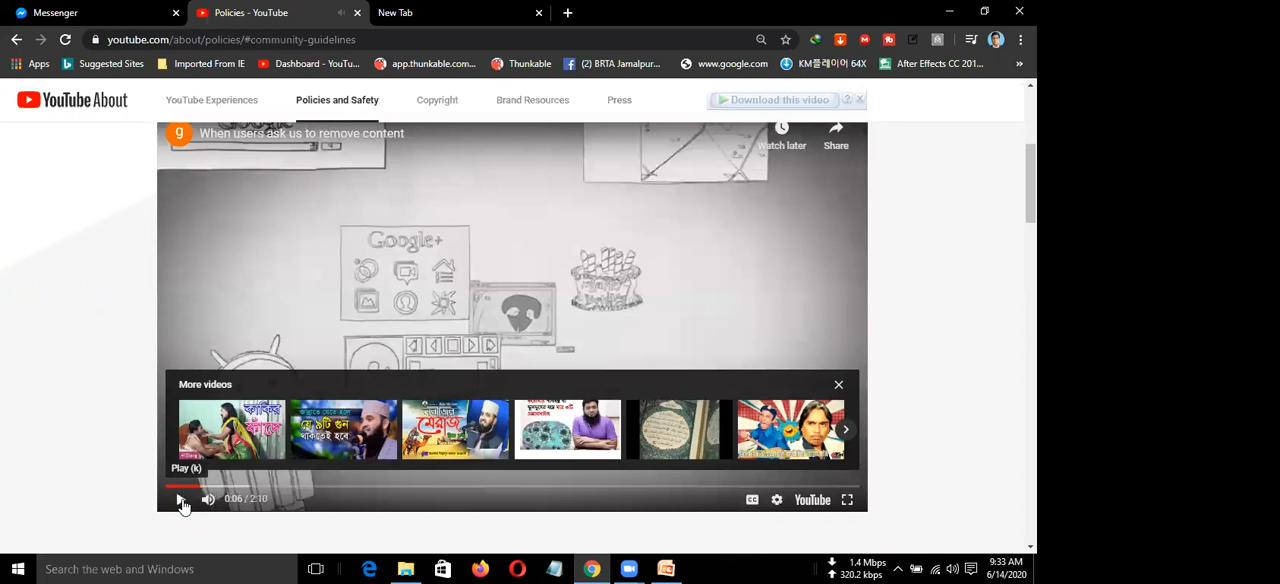 Messenger
Policies - YouTube
New Tab
youtube.com/about/policies/#community-guidelines
Apps
Suggested Sites
Imported From IE
Dashboard - YouTu...
app.thunkable.com...
Thunkable
(2) BRTA Jamalpur...
www.google.com
KM플레이어 64X
After Effects CC 201...
YouTube About
YouTube Experiences
Policies and Safety
Copyright
Brand Resources
Press
Download this video
g
When users ask us to remove content
Watch later
Share
Google+
More videos
যে ৯টি গুন
থাকতেই হবে
মেরাজ
Play (k)
0:06 / 2:10
CC
YouTube
Search the web and Windows
1.4 Mbps
320.2 kbps
9:33 AM
6/14/2020